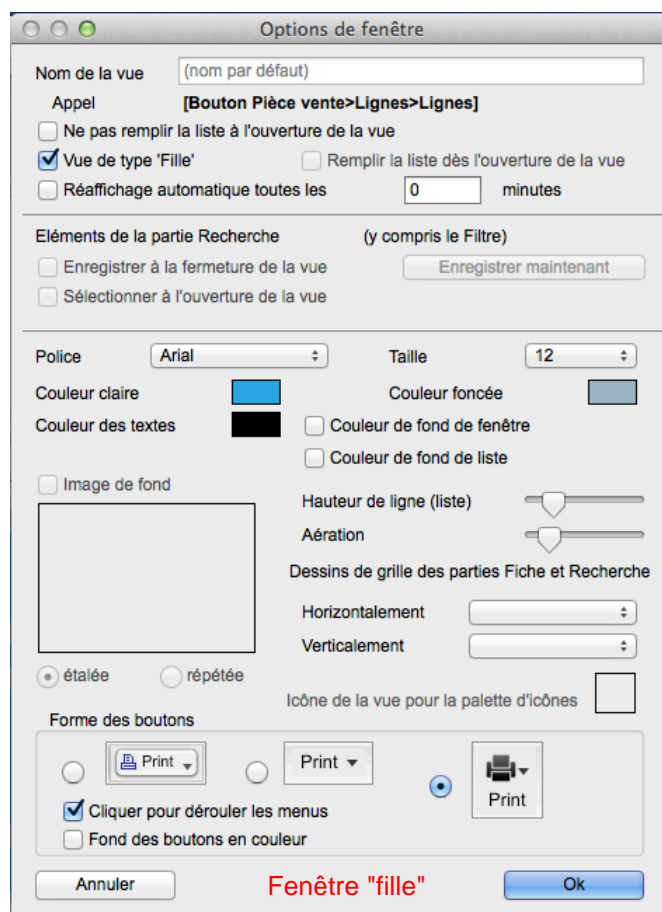 Options de fenêtre
Nom de la vue (nom par défaut)
Appel [Bouton Pièce vente>Lignes>Lignes]
Ne pas remplir la liste à l'ouverture de la vue
Vue de type 'Fille' Remplir la liste dès l'ouverture de la vue
Réaffichage automatique toutes les 0 minutes
Eléments de la partie Recherche (y compris le Filtre)
Enregistrer à la fermeture de la vue Enregistrer maintenant
Sélectionner à l'ouverture de la vue
Police Arial Taille 12
Couleur claire Couleur foncée
Couleur des textes Couleur de fond de fenêtre
Couleur de fond de liste
Image de fond
Hauteur de ligne (liste)
Aération
Dessins de grille des parties Fiche et Recherche
Horizontalement
Verticalement
étalée répétée
Icône de la vue pour la palette d'icônes
Forme des boutons
Print Print Print
Cliquer pour dérouler les menus
Fond des boutons en couleur
Annuler Fenêtre "fille" Ok